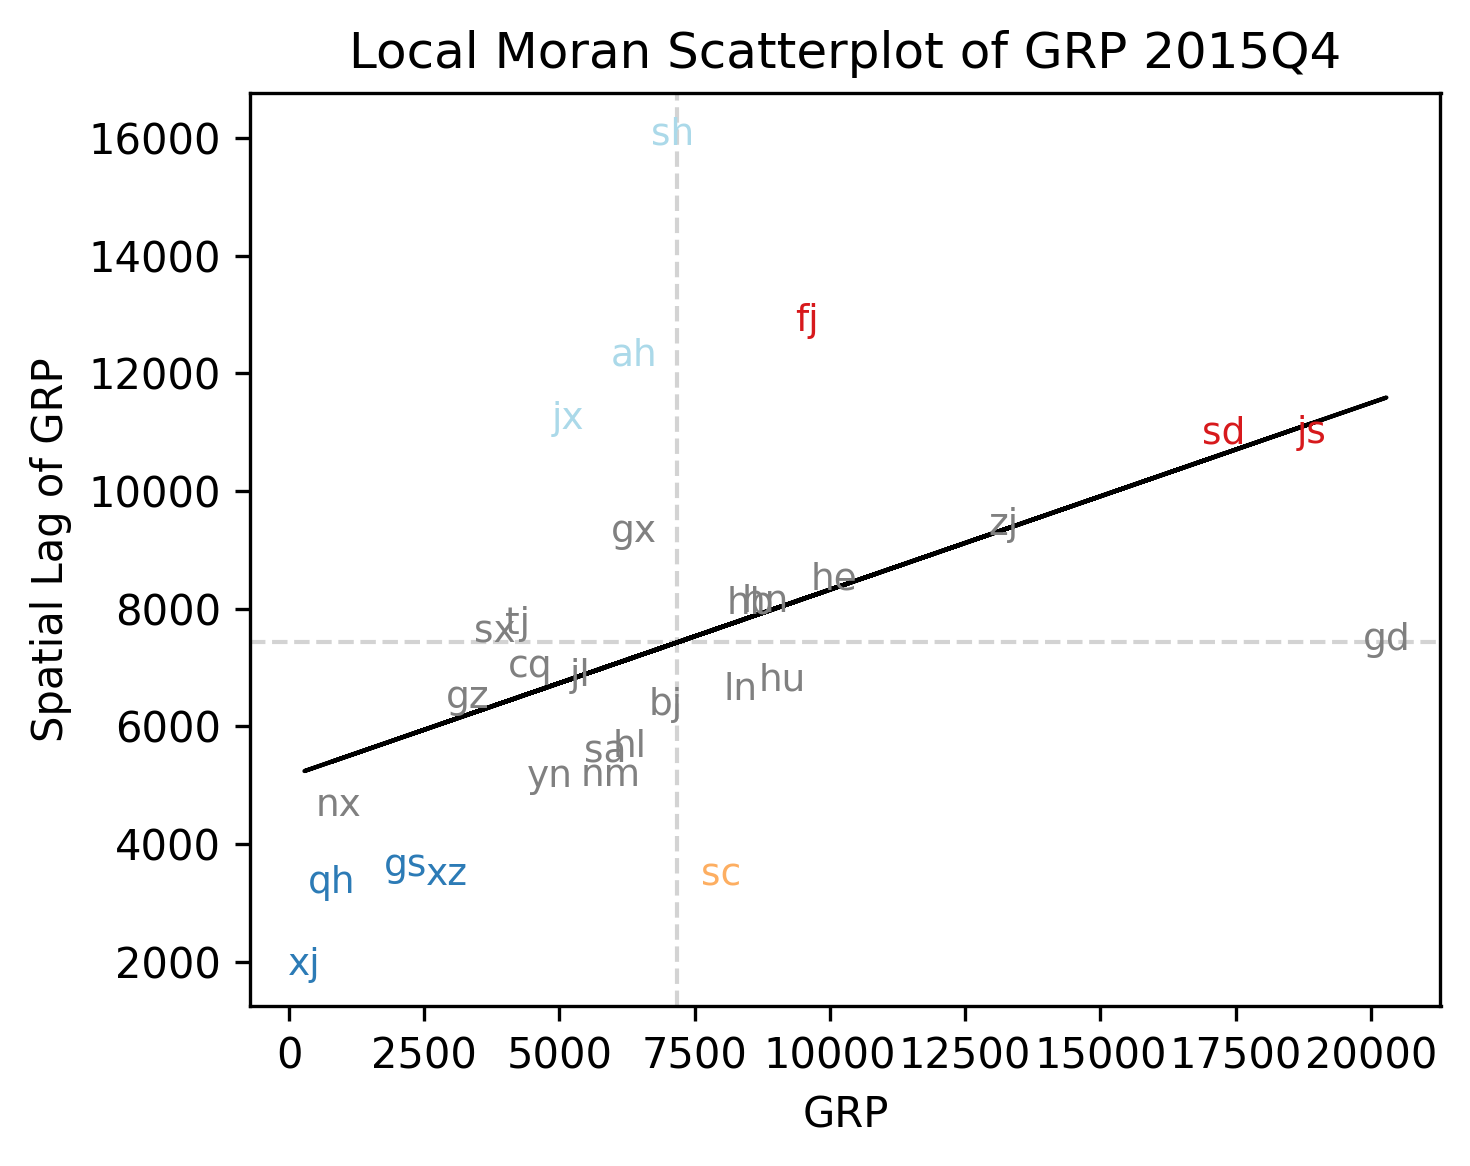 Local Moran Scatterplot of GRP 2015Q4
Spatial Lag of GRP
16000
14000
12000
10000
8000
6000
4000
2000
sh
fj
ah
jx
sd
js
zj
gx
he
hb
hn
tj
sx
gd
cq
jl
hu
ln
gz
bj
hl
sa
yn
nm
nx
gs
xz
sc
qh
xj
0 2500 5000 7500 10000 12500 15000 17500 20000
GRP